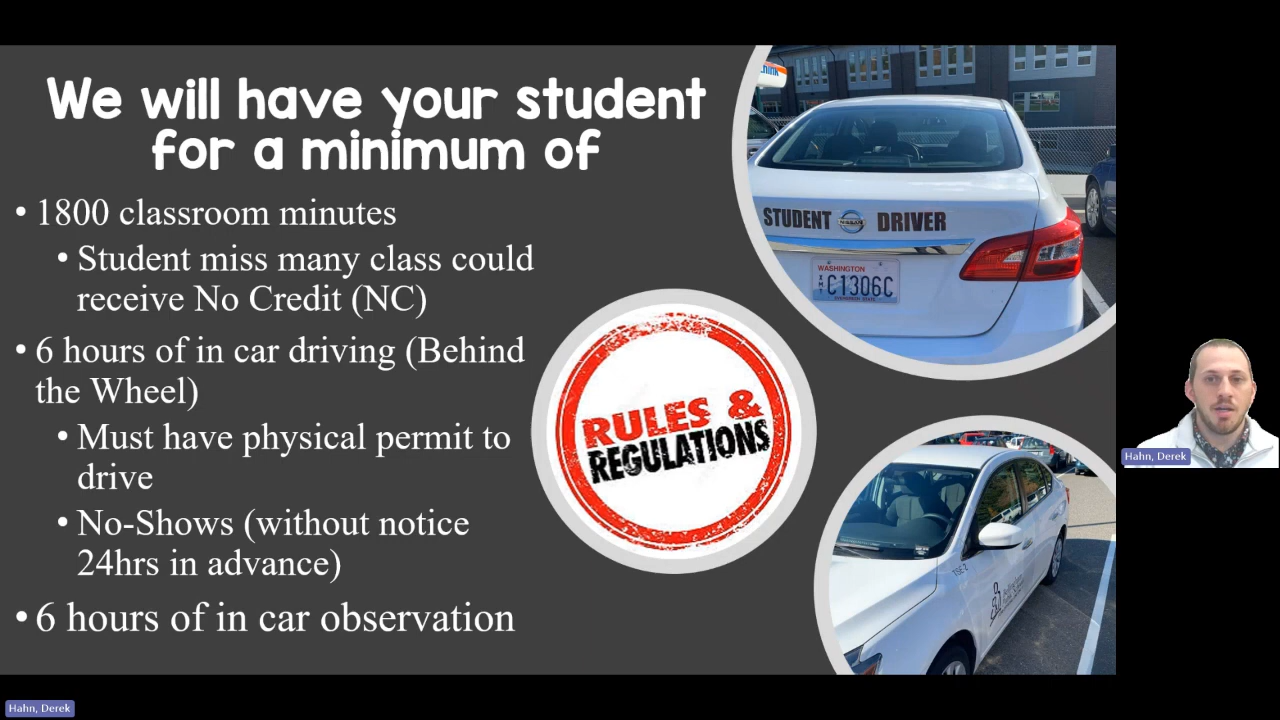 We will have your student
for a minimum of
• 1800 classroom minutes
• Student miss many class could
receive No Credit (NC)
• 6 hours of in car driving (Behind
the Wheel)
• Must have physical permit to
drive
• No-Shows (without notice
24hrs in advance)
• 6 hours of in car observation
RULES &
REGULATIONS
STUDENT NISSAN DRIVER
WASHINGTON
C1306C
TSE-2
Hahn, Derek
Hahn, Derek